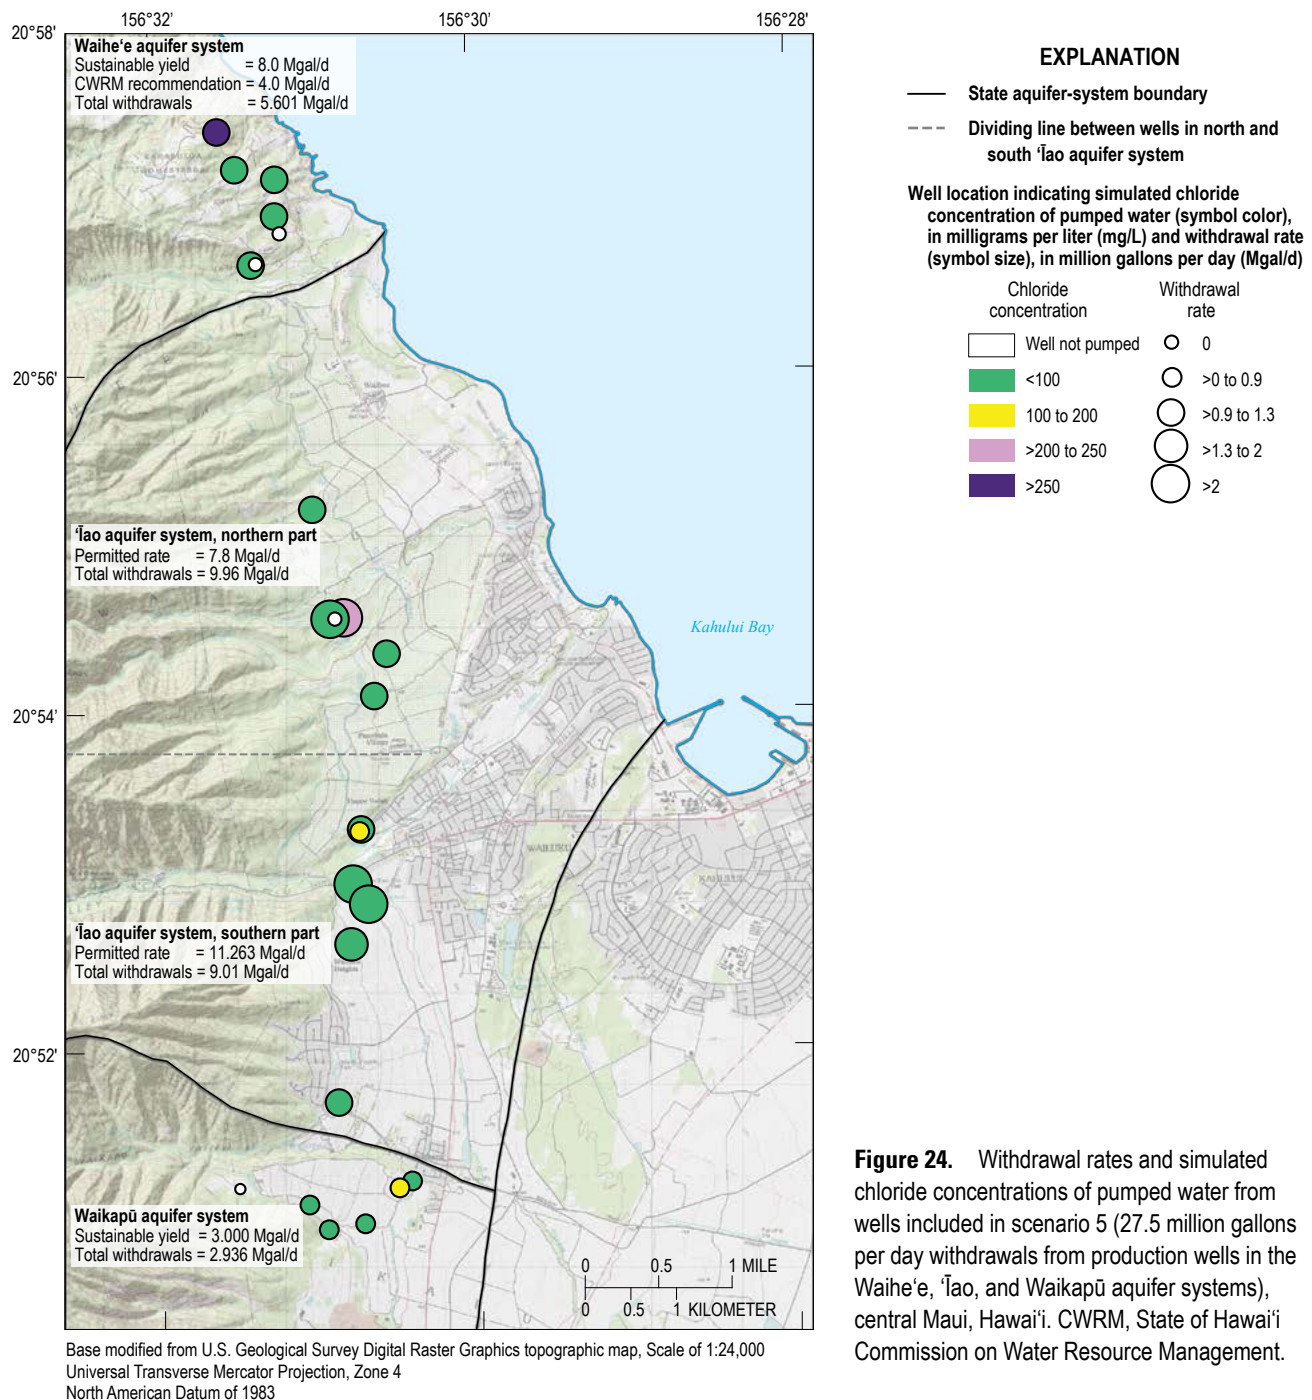 156°32'
156°30'
156°28'
20°58'
Waihe‘e aquifer system
Sustainable yield = 8.0 Mgal/d
CWRM recommendation = 4.0 Mgal/d
Total withdrawals = 5.601 Mgal/d
20°56'
‘Īao aquifer system, northern part
Permitted rate = 7.8 Mgal/d
Total withdrawals = 9.96 Mgal/d
Kahului Bay
20°54'
WAILUKU
KAHULUI
‘Īao aquifer system, southern part
Permitted rate = 11.263 Mgal/d
Total withdrawals = 9.01 Mgal/d
20°52'
Waikapū aquifer system
Sustainable yield = 3.000 Mgal/d
Total withdrawals = 2.936 Mgal/d
0 0.5 1 MILE
0 0.5 1 KILOMETER
Base modified from U.S. Geological Survey Digital Raster Graphics topographic map, Scale of 1:24,000
Universal Transverse Mercator Projection, Zone 4
North American Datum of 1983
EXPLANATION
State aquifer-system boundary
Dividing line between wells in north and
south ‘Īao aquifer system
Well location indicating simulated chloride
concentration of pumped water (symbol color),
in milligrams per liter (mg/L) and withdrawal rate
(symbol size), in million gallons per day (Mgal/d)
Chloride
concentration
Withdrawal
rate
Well not pumped 0
<100 >0 to 0.9
100 to 200 >0.9 to 1.3
>200 to 250 >1.3 to 2
>250 >2
Figure 24. Withdrawal rates and simulated
chloride concentrations of pumped water from
wells included in scenario 5 (27.5 million gallons
per day withdrawals from production wells in the
Waihe‘e, ‘Īao, and Waikapū aquifer systems),
central Maui, Hawai‘i. CWRM, State of Hawai‘i
Commission on Water Resource Management.